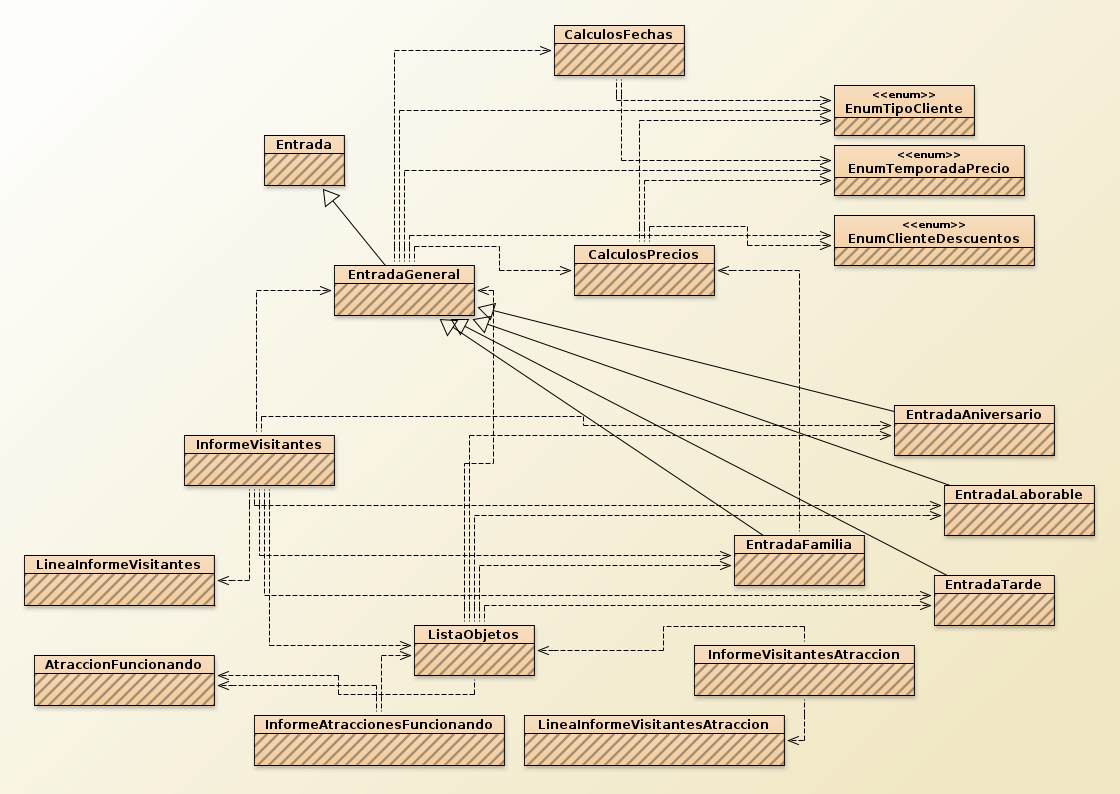 CalculosFechas
<<enum>>
EnumTipoCliente
Entrada
<<enum>>
EnumTemporadaPrecio
<<enum>>
EnumClienteDescuentos
CalculosPrecios
EntradaGeneral
EntradaAniversario
InformeVisitantes
EntradaLaborable
EntradaFamilia
LineaInformeVisitantes
EntradaTarde
ListaObjetos
InformeVisitantesAtraccion
AtraccionFuncionando
InformeAtraccionesFuncionando
LineaInformeVisitantesAtraccion